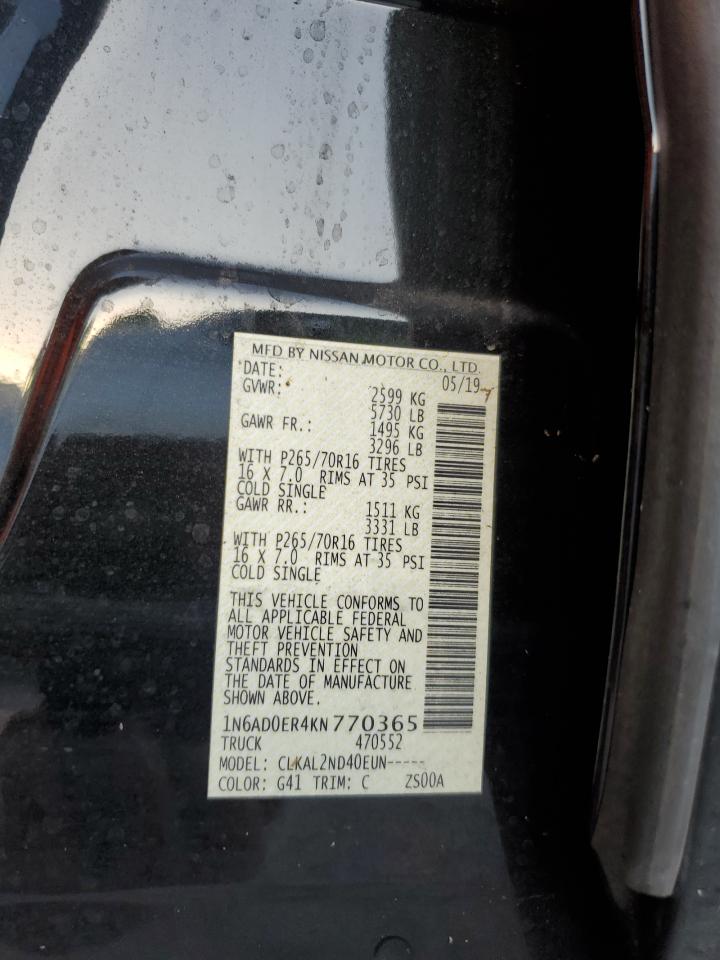 MFD BY NISSAN MOTOR CO., LTD.
DATE: 05/19
GVWR: 2599 KG
5730 LB
GAWR FR.: 1495 KG
3296 LB
WITH P265/70R16 TIRES
16 X 7.0 RIMS AT 35 PSI
COLD SINGLE
GAWR RR.: 1511 KG
3331 LB
WITH P265/70R16 TIRES
16 X 7.0 RIMS AT 35 PSI
COLD SINGLE
THIS VEHICLE CONFORMS TO
ALL APPLICABLE FEDERAL
MOTOR VEHICLE SAFETY AND
THEFT PREVENTION
STANDARDS IN EFFECT ON
THE DATE OF MANUFACTURE
SHOWN ABOVE.
1N6AD0ER4KN770365
TRUCK 470552
MODEL: CLKAL2ND40EUN-----
COLOR: G41 TRIM: C ZS00A